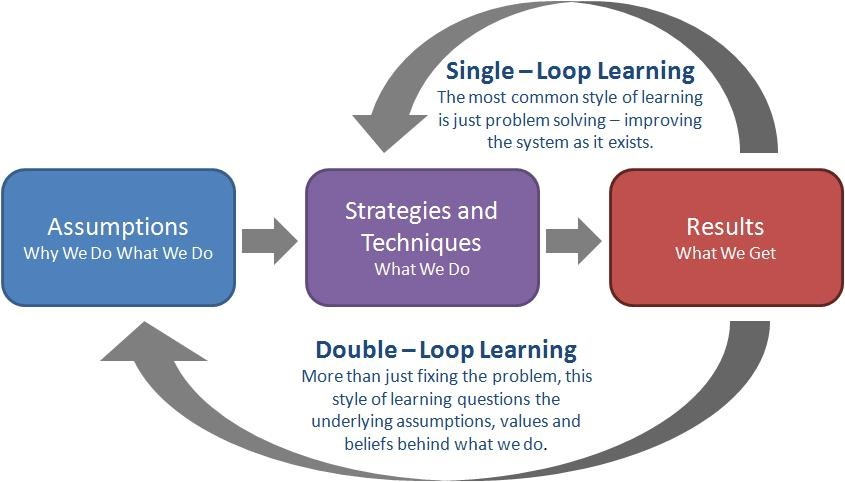 Single – Loop Learning
The most common style of learning
is just problem solving – improving
the system as it exists.
Assumptions
Why We Do What We Do
Strategies and
Techniques
What We Do
Results
What We Get
Double – Loop Learning
More than just fixing the problem, this
style of learning questions the
underlying assumptions, values and
beliefs behind what we do.